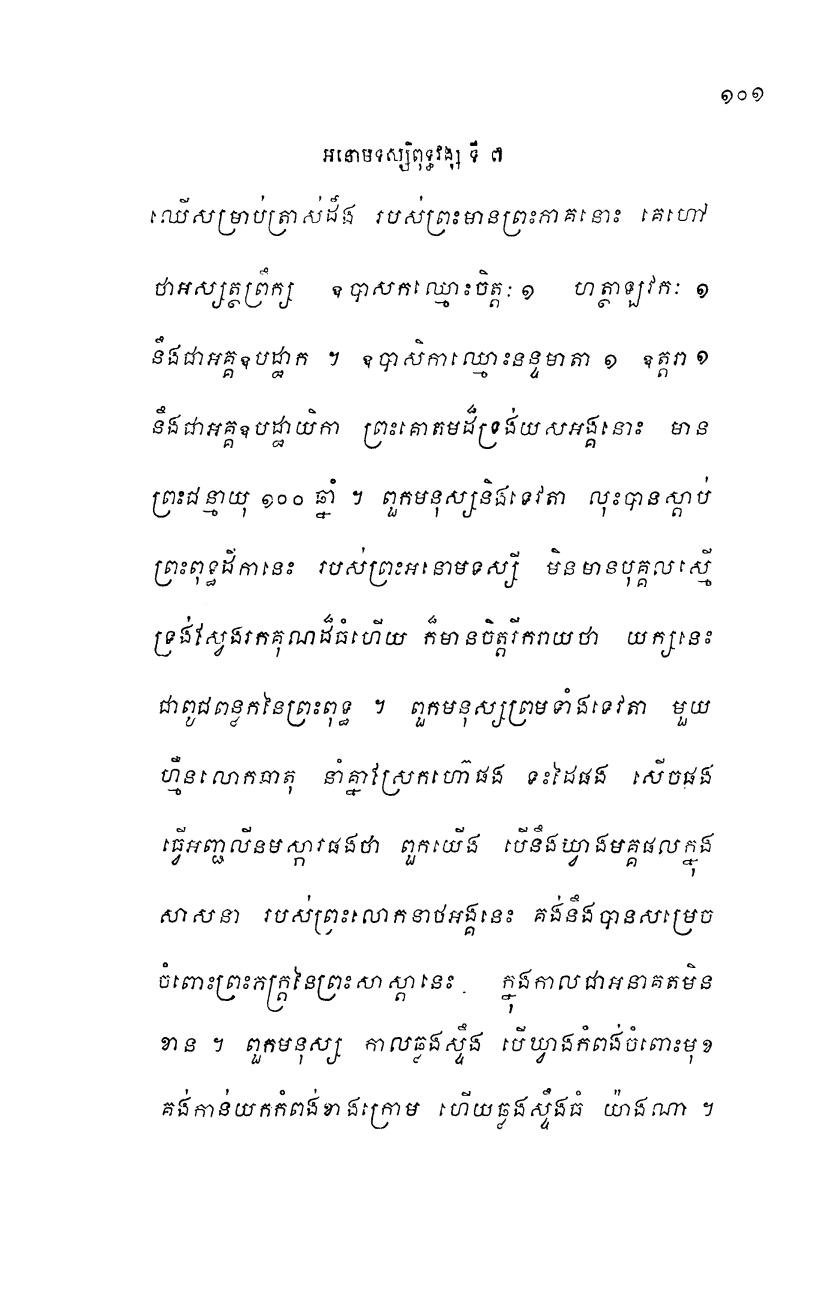 ១០១
អនោមទស្សិពុទ្ធវង្ស ទី ៧
ឈើសម្រាប់ត្រាស់ដឹង របស់ព្រះមានព្រះភាគនោះ គេហៅ
ថាអស្សត្ថព្រឹក្ស ឧបាសកឈ្មោះចិត្តៈ ១ ហត្ថាឡវកៈ ១
នឹងជាអគ្គឧបដ្ឋាក ។ ឧបាសិកាឈ្មោះនន្ទមាតា ១ ឧត្តរា ១
នឹងជាអគ្គឧបដ្ឋាយិកា ព្រះគោតមដ៏ទ្រង់យសអង្គនោះ មាន
ព្រះជន្មាយុ ១០០ ឆ្នាំ ។ ពួកមនុស្សនិងទេវតា លុះបានស្តាប់
ព្រះពុទ្ធដីកានេះ របស់ព្រះអនោមទស្សី មិនមានបុគ្គលស្មើ
ទ្រង់ស្វែងរកគុណដ៏ធំហើយ ក៏មានចិត្តរីករាយថា យក្សនេះ
ជាពូជពន្លកនៃព្រះពុទ្ធ ។ ពួកមនុស្សព្រមទាំងទេវតា មួយ
ហ្មឺនលោកធាតុ នាំគ្នាស្រែកហ៊ោផង ទះដៃផង សើចផង
ធ្វើអញ្ជលីនមស្ការផងថា ពួកយើង បើនឹងឃ្វាងមគ្គផលក្នុង
សាសនា របស់ព្រះលោកនាថអង្គនេះ គង់នឹងបានសម្រេច
ចំពោះព្រះភក្ត្រនៃព្រះសាស្តានេះ ក្នុងកាលជាអនាគតមិន
ខាន ។ ពួកមនុស្ស កាលឆ្លងស្ទឹង បើឃ្វាងកំពង់ចំពោះមុខ
គង់កាន់យកកំពង់ខាងក្រោម ហើយឆ្លងស្ទឹងធំ យ៉ាងណា ។